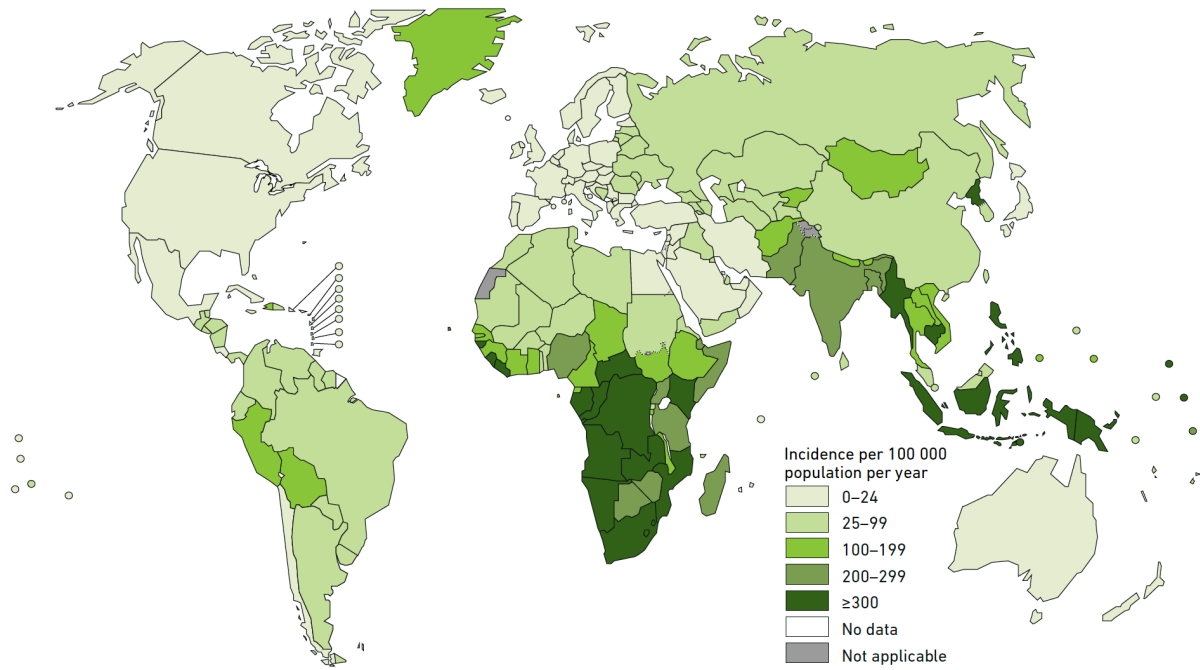 Incidence per 100 000
population per year
0–24
25–99
100–199
200–299
≥300
No data
Not applicable